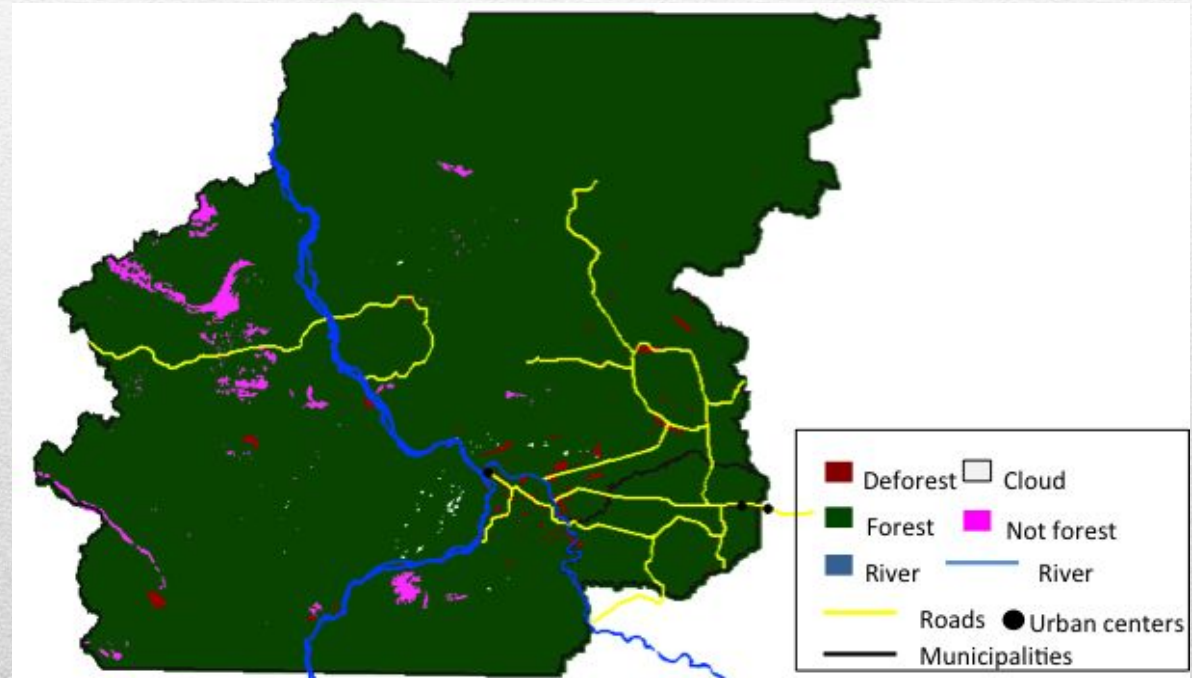 Deforest Cloud
Forest Not forest
River River
Roads Urban centers
Municipalities